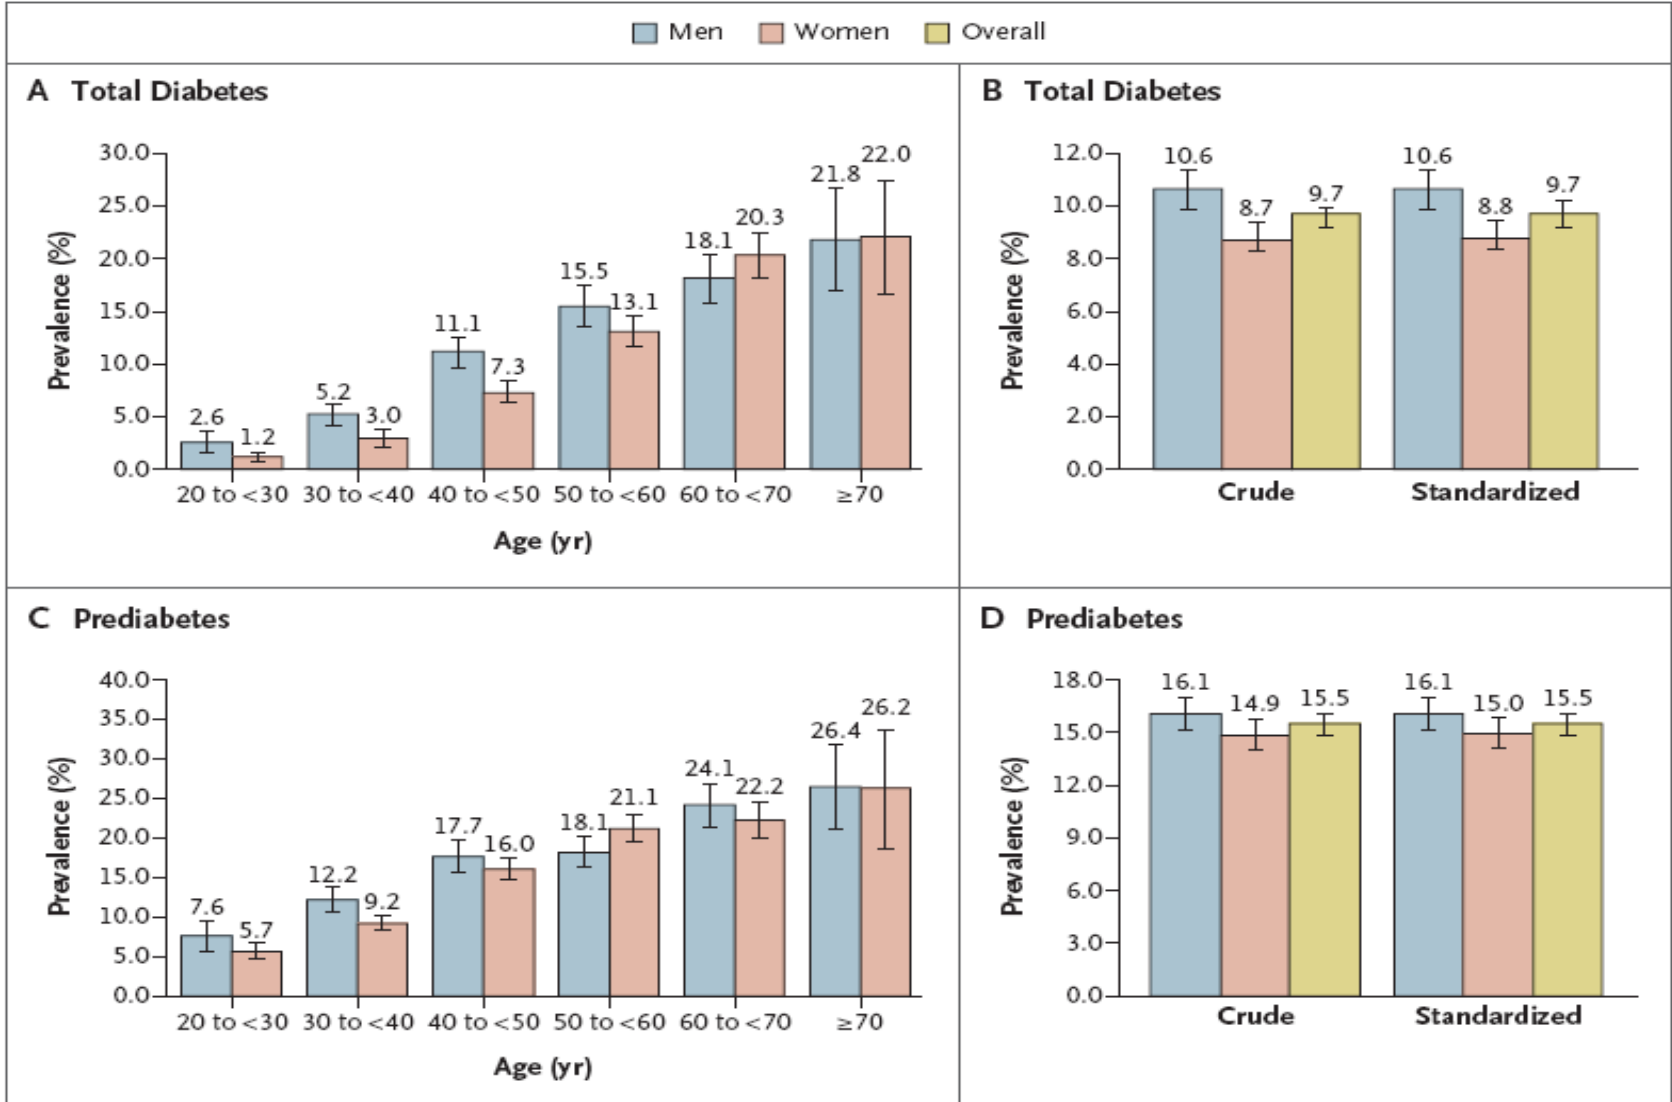 Men Women Overall
A Total Diabetes
Prevalence (%)
30.0
25.0
20.0
15.0
10.0
5.0
0.0
2.6 1.2 5.2 3.0 11.1 7.3 15.5 13.1 18.1 20.3 21.8 22.0
20 to <30 30 to <40 40 to <50 50 to <60 60 to <70 ≥70
Age (yr)
B Total Diabetes
Prevalence (%)
12.0
10.0
8.0
6.0
4.0
2.0
0.0
10.6 8.7 9.7 10.6 8.8 9.7
Crude Standardized
C Prediabetes
Prevalence (%)
40.0
35.0
30.0
25.0
20.0
15.0
10.0
5.0
0.0
7.6 5.7 12.2 9.2 17.7 16.0 18.1 21.1 24.1 22.2 26.4 26.2
20 to <30 30 to <40 40 to <50 50 to <60 60 to <70 ≥70
Age (yr)
D Prediabetes
Prevalence (%)
18.0
15.0
12.0
9.0
6.0
3.0
0.0
16.1 14.9 15.5 16.1 15.0 15.5
Crude Standardized